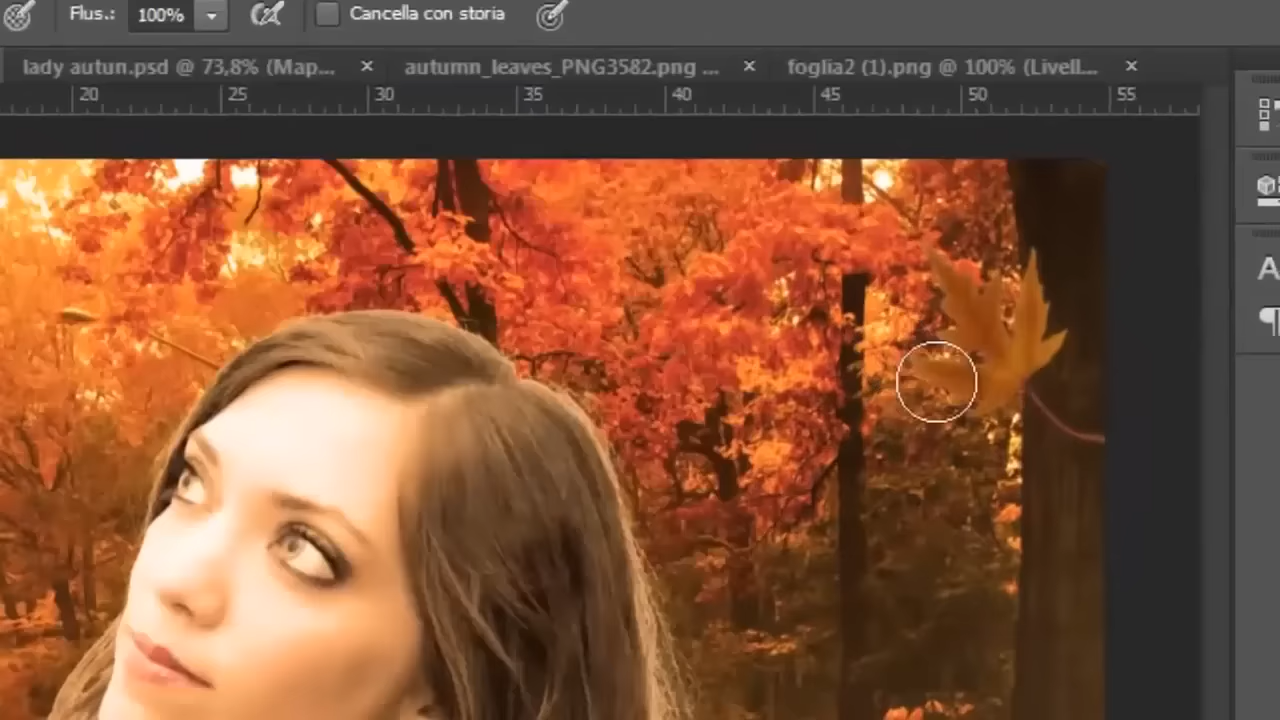 Flus.: 100% Cancella con storia
lady autun.psd @ 73,8% (Map... × autumn_leaves_PNG3582.png ... × foglia2 (1).png @ 100% (Livell... ×
20 25 30 35 40 45 50 55
A
¶